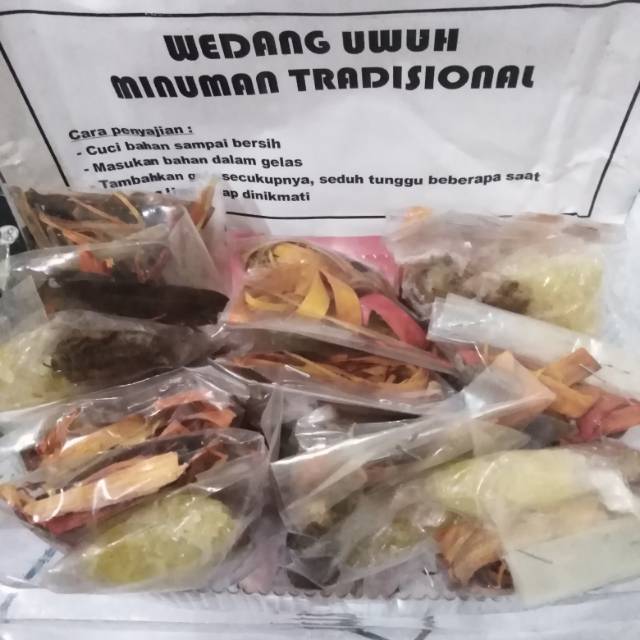 WEDANG UWUH
MINUMAN TRADISIONAL
Cara penyajian :
- Cuci bahan sampai bersih
- Masukan bahan dalam gelas
- Tambahkan secukupnya, seduh tunggu beberapa saat
dinikmati